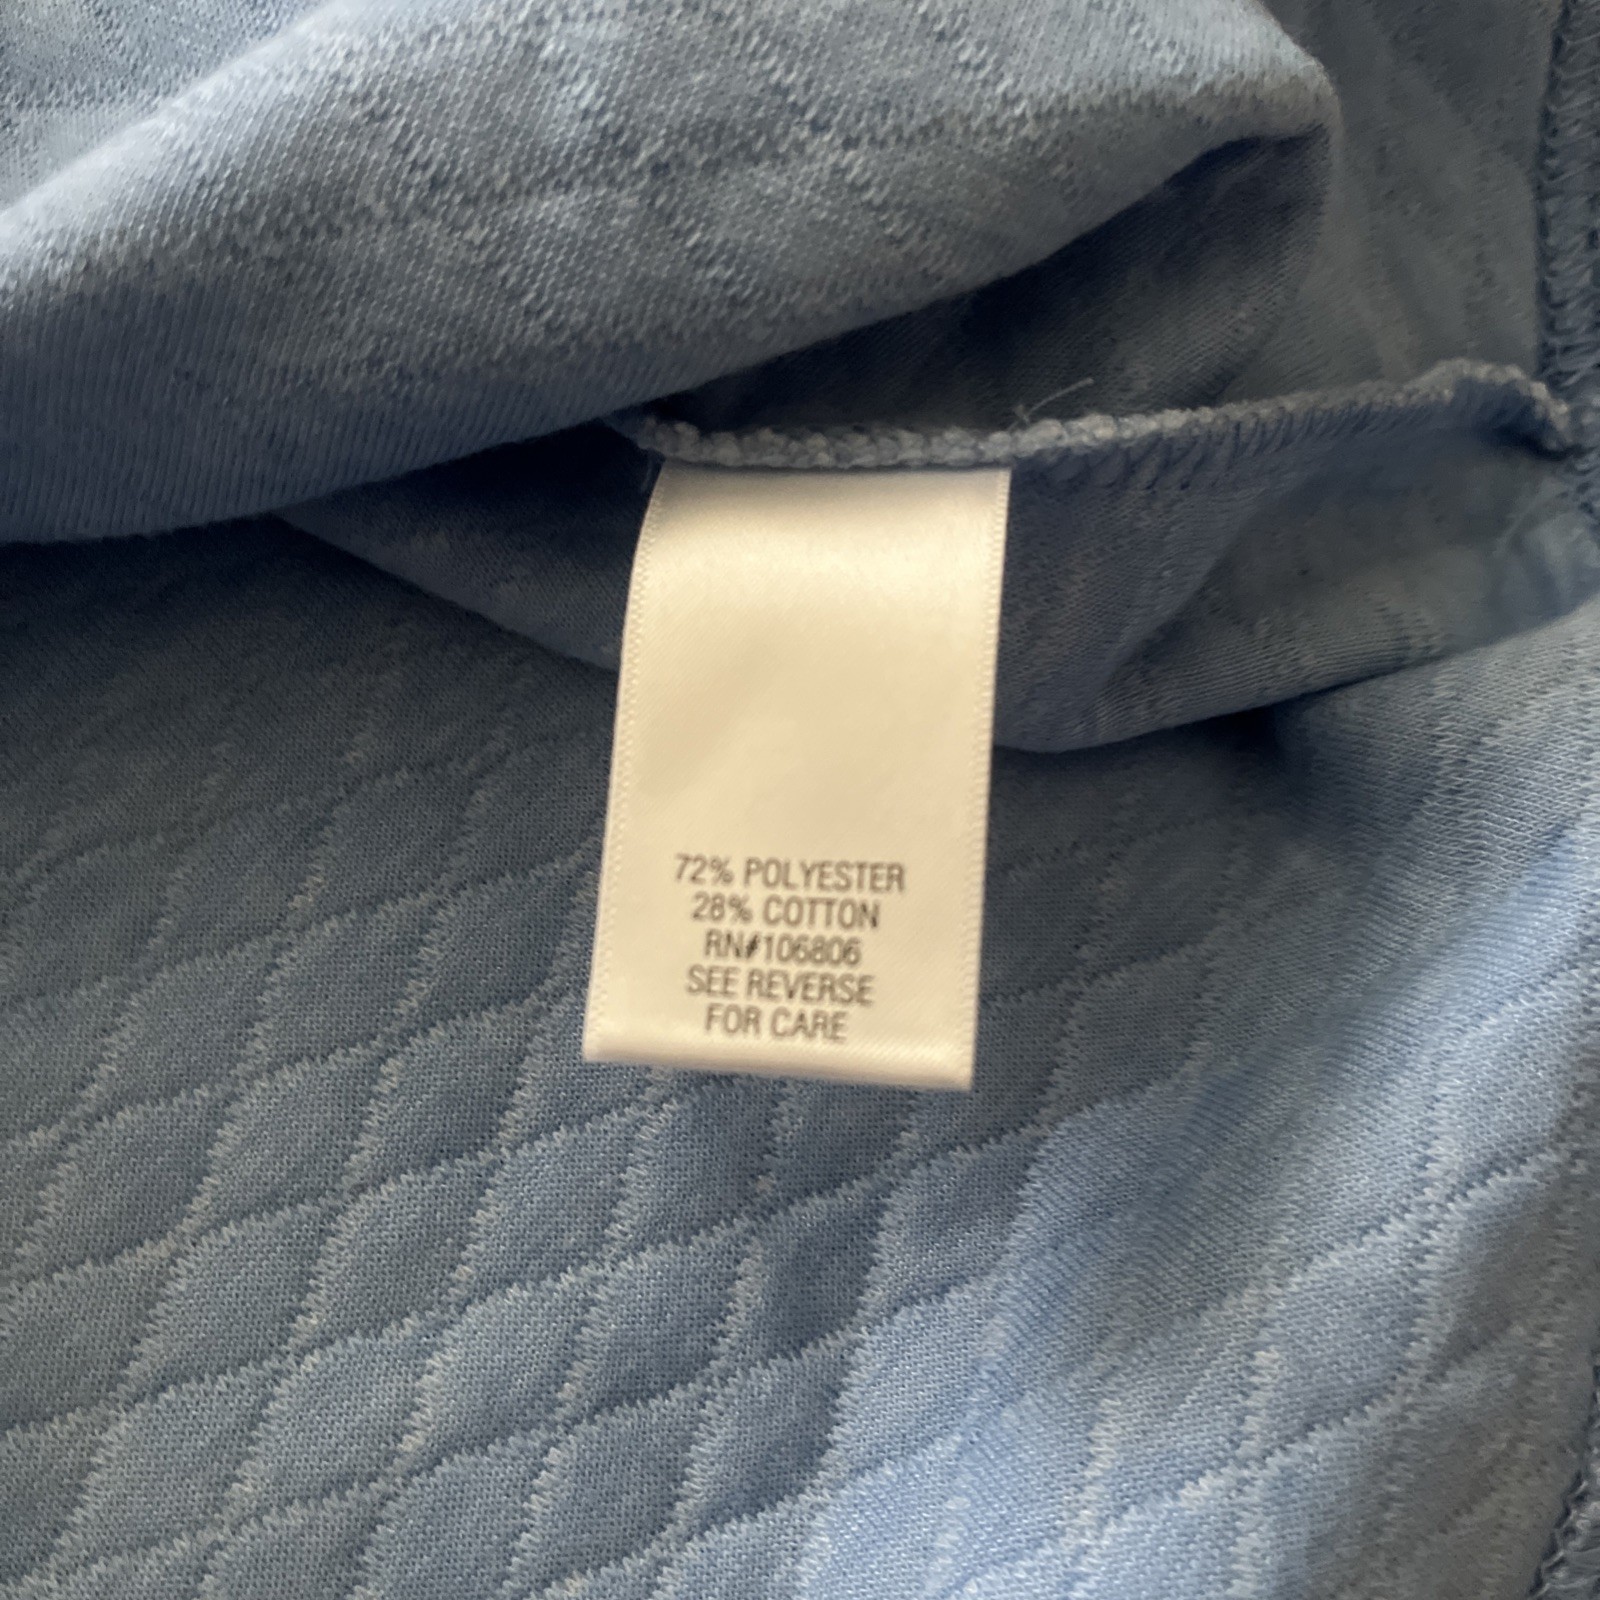 72% POLYESTER
28% COTTON
RN#106806
SEE REVERSE
FOR CARE